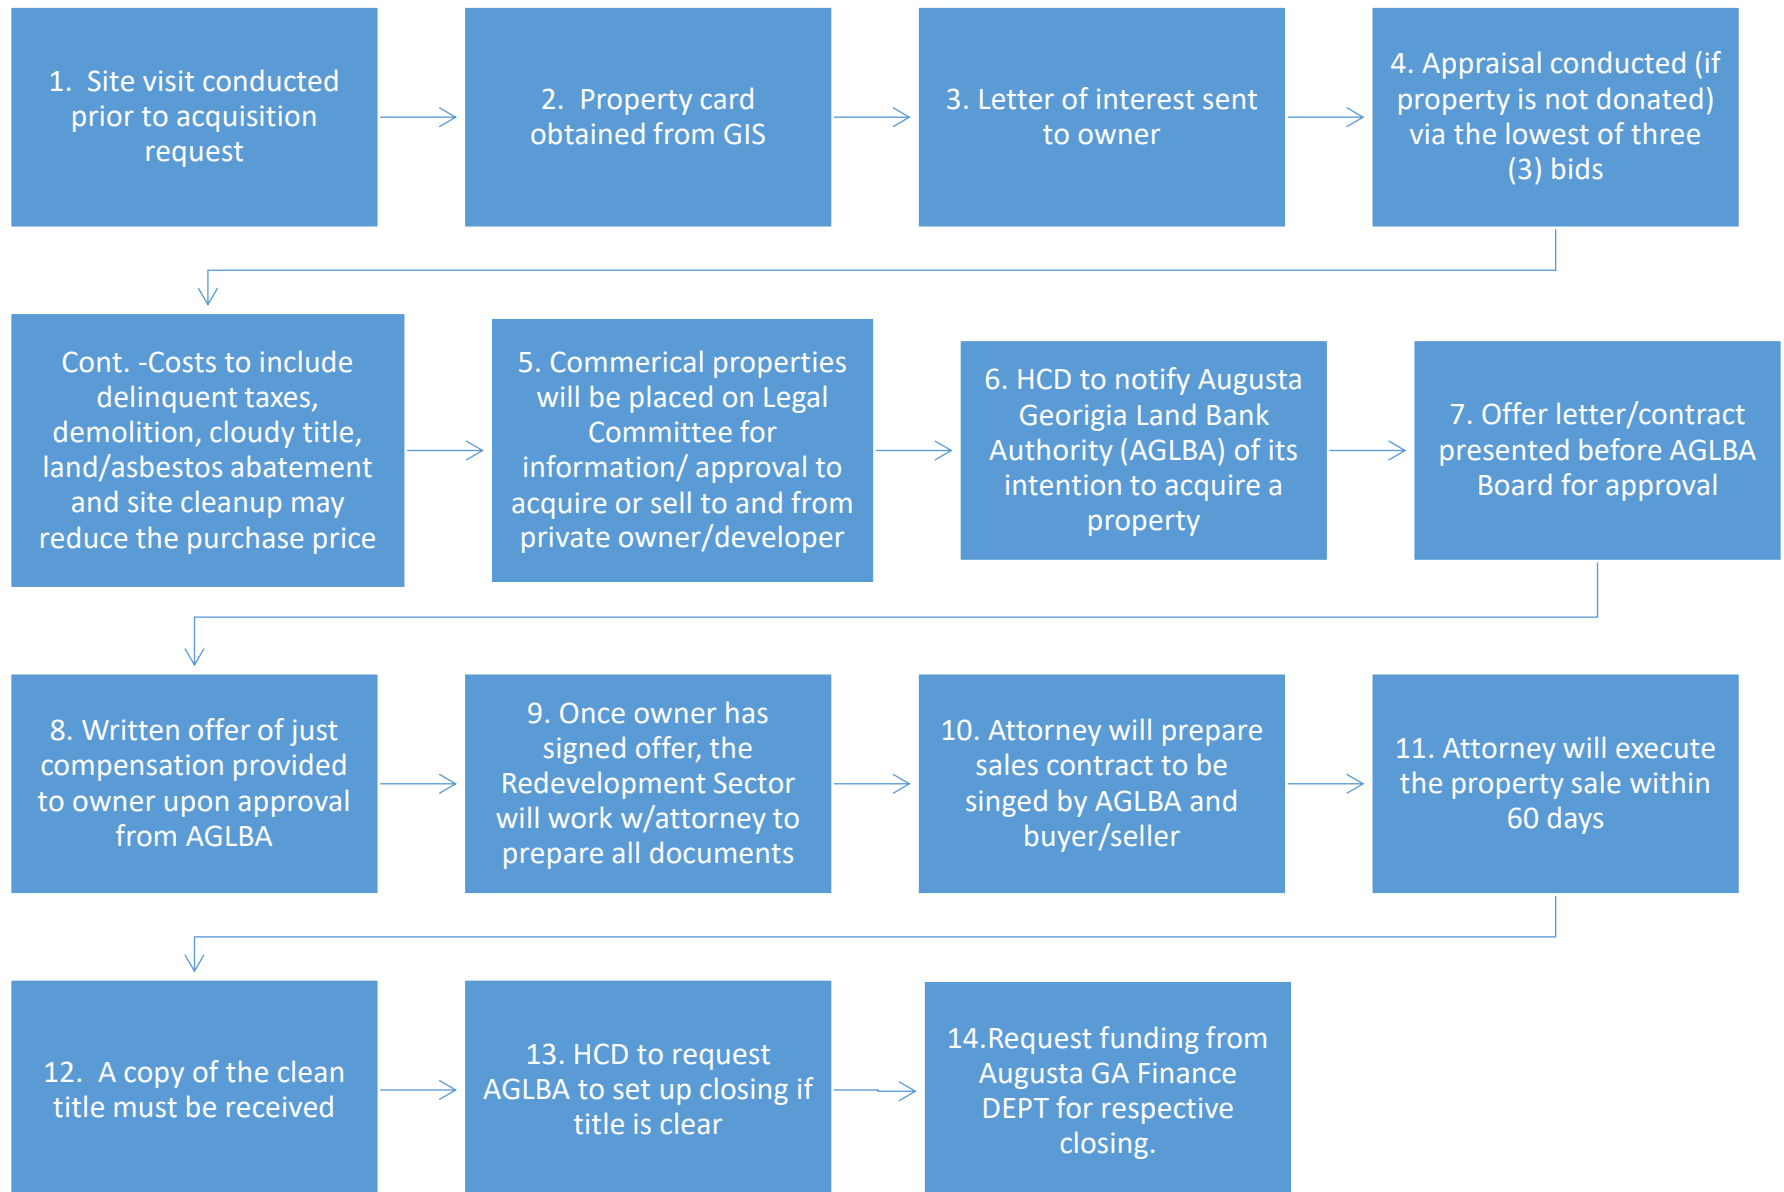 1. Site visit conducted
prior to acquisition
request
2. Property card
obtained from GIS
3. Letter of interest sent
to owner
4. Appraisal conducted (if
property is not donated)
via the lowest of three
(3) bids
Cont. -Costs to include
delinquent taxes,
demolition, cloudy title,
land/asbestos abatement
and site cleanup may
reduce the purchase price
5. Commerical properties
will be placed on Legal
Committee for
information/ approval to
acquire or sell to and from
private owner/developer
6. HCD to notify Augusta
Georigia Land Bank
Authority (AGLBA) of its
intention to acquire a
property
7. Offer letter/contract
presented before AGLBA
Board for approval
8. Written offer of just
compensation provided
to owner upon approval
from AGLBA
9. Once owner has
signed offer, the
Redevelopment Sector
will work w/attorney to
prepare all documents
10. Attorney will prepare
sales contract to be
singed by AGLBA and
buyer/seller
11. Attorney will execute
the property sale within
60 days
12. A copy of the clean
title must be received
13. HCD to request
AGLBA to set up closing if
title is clear
14.Request funding from
Augusta GA Finance
DEPT for respective
closing.